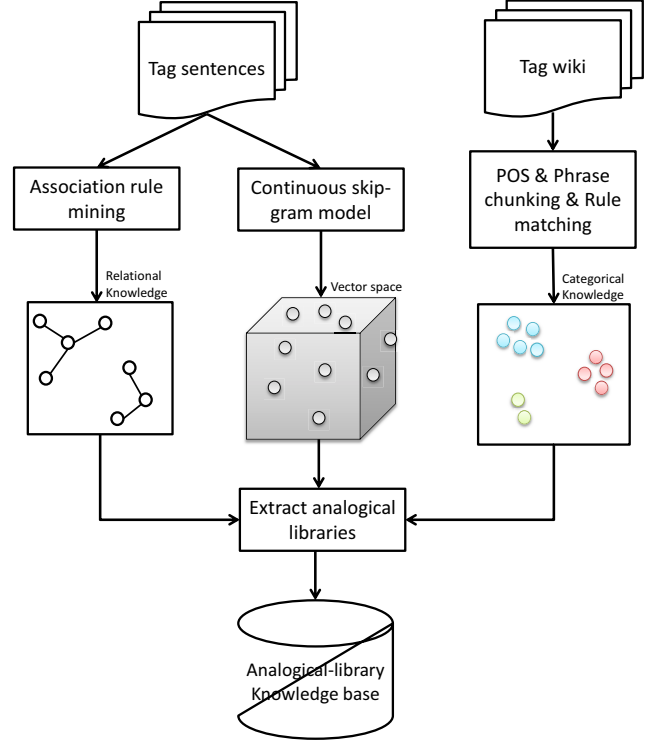 Tag sentences
Tag wiki
Association rule
mining
Continuous skip-
gram model
POS & Phrase
chunking & Rule
matching
Relational
Knowledge
Vector space
Categorical
Knowledge
Extract analogical
libraries
Analogical-library
Knowledge base